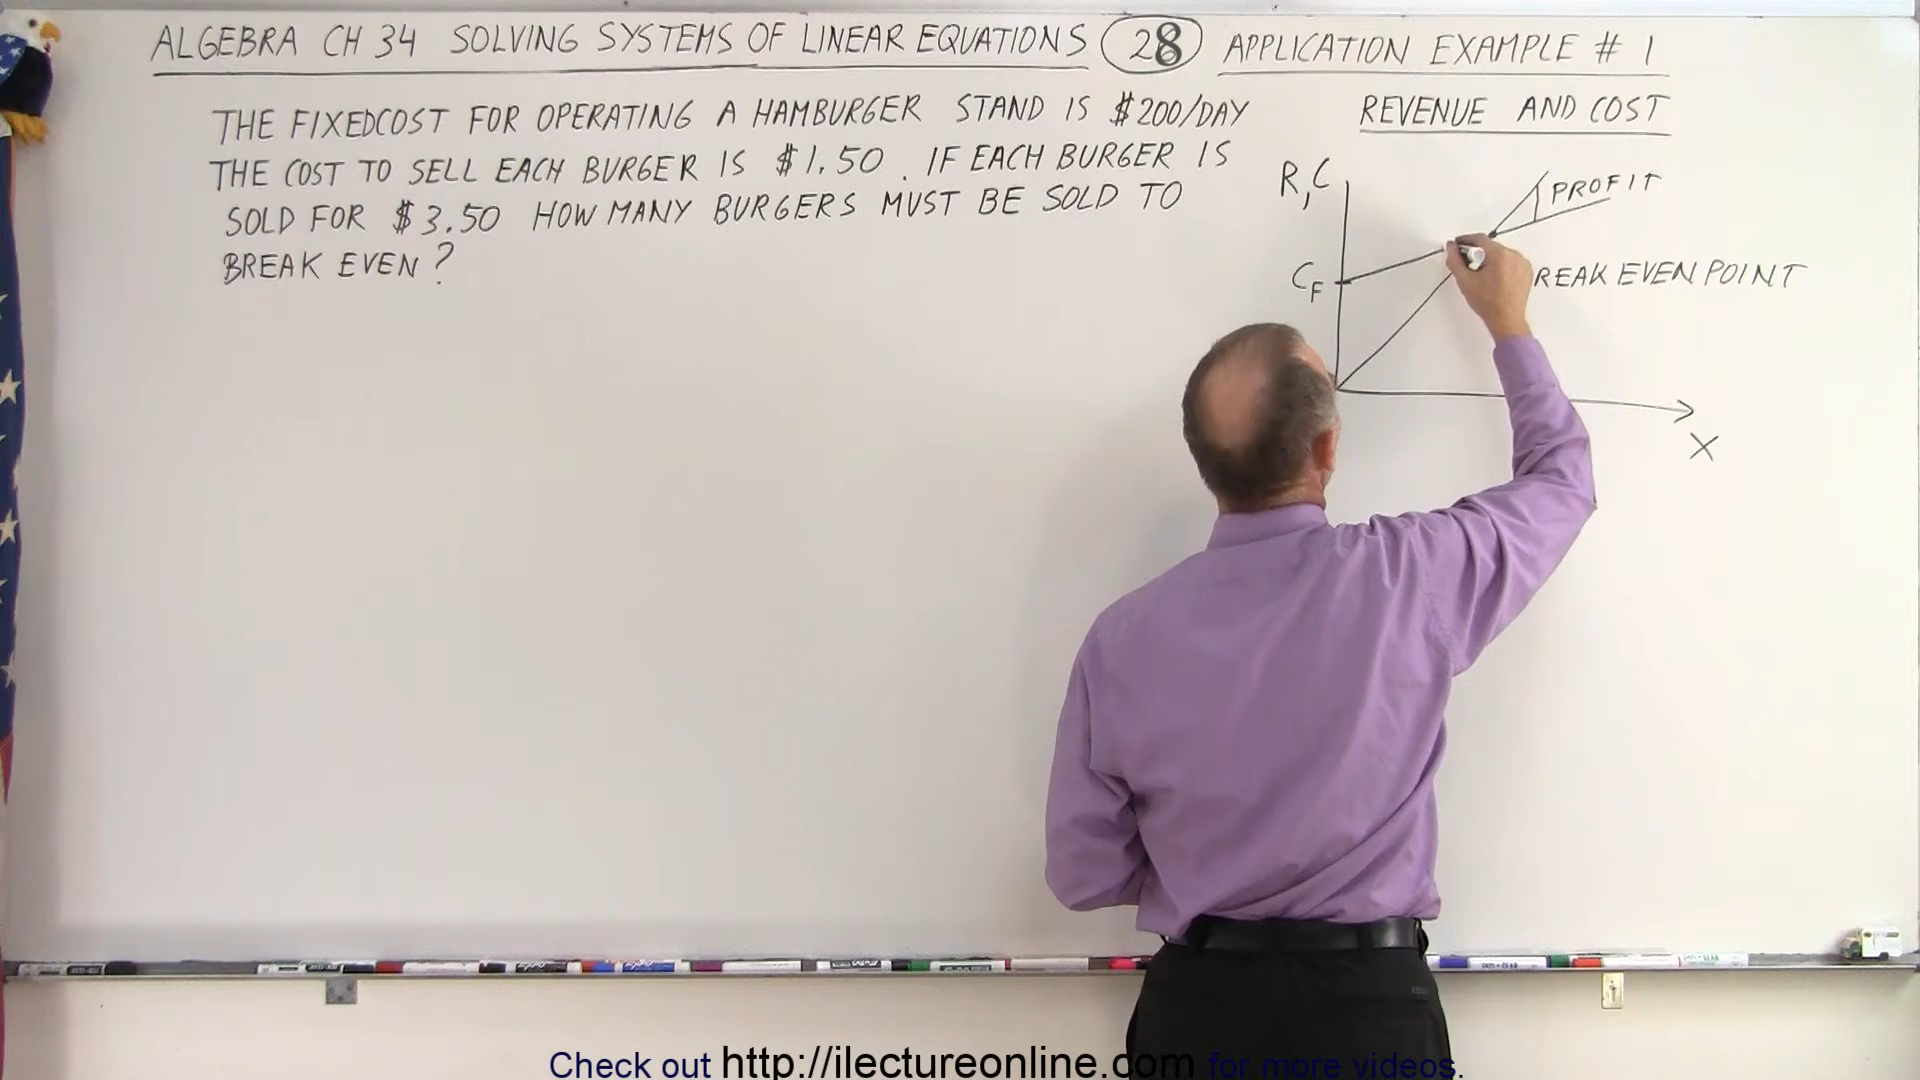 ALGEBRA CH 34 SOLVING SYSTEMS OF LINEAR EQUATIONS 28 APPLICATION EXAMPLE # 1
THE FIXEDCOST FOR OPERATING A HAMBURGER STAND IS $200/DAY
THE COST TO SELL EACH BURGER IS $1.50. IF EACH BURGER IS
SOLD FOR $3.50 HOW MANY BURGERS MUST BE SOLD TO
BREAK EVEN?
REVENUE AND COST
R,C
PROFIT
CF
REAK EVEN POINT
X
Check out http://ilectureonline.com for more videos.